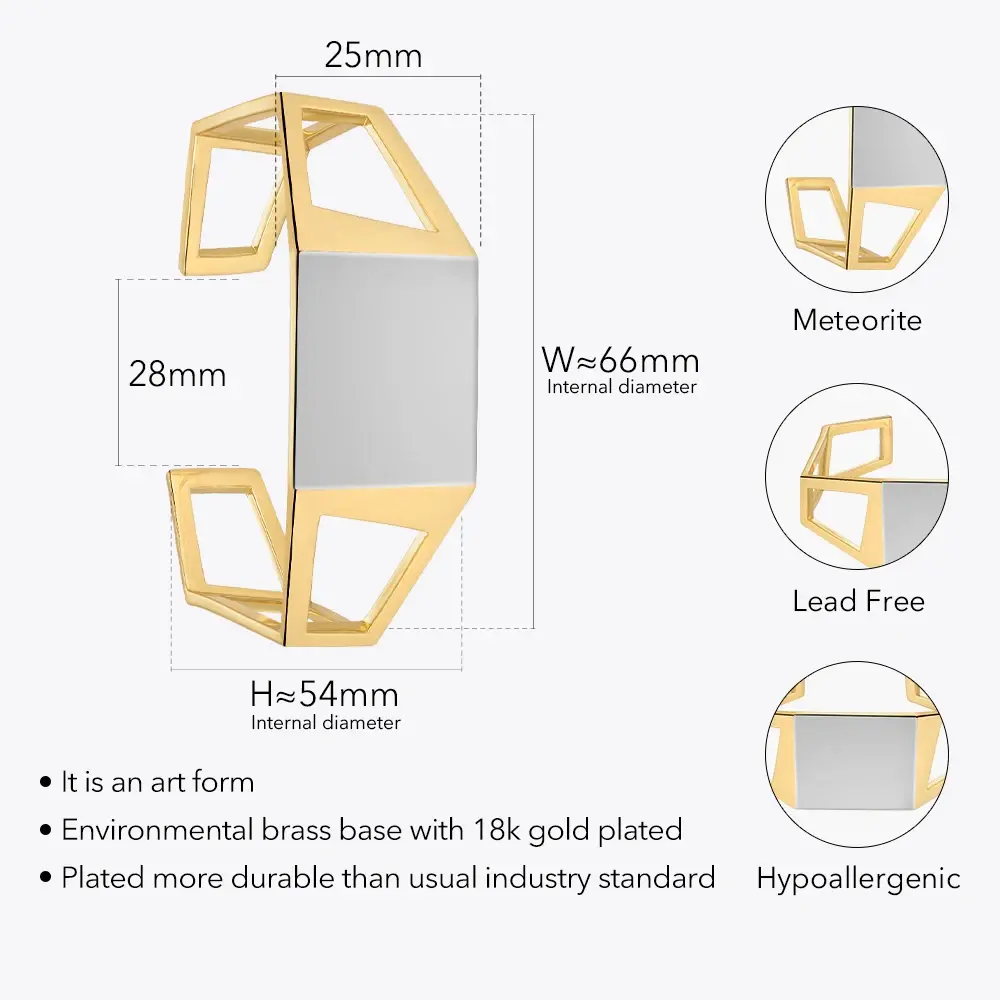 25mm
28mm
W≈66mm
Internal diameter
H≈54mm
Internal diameter
Meteorite
Lead Free
Hypoallergenic
• It is an art form
• Environmental brass base with 18k gold plated
• Plated more durable than usual industry standard